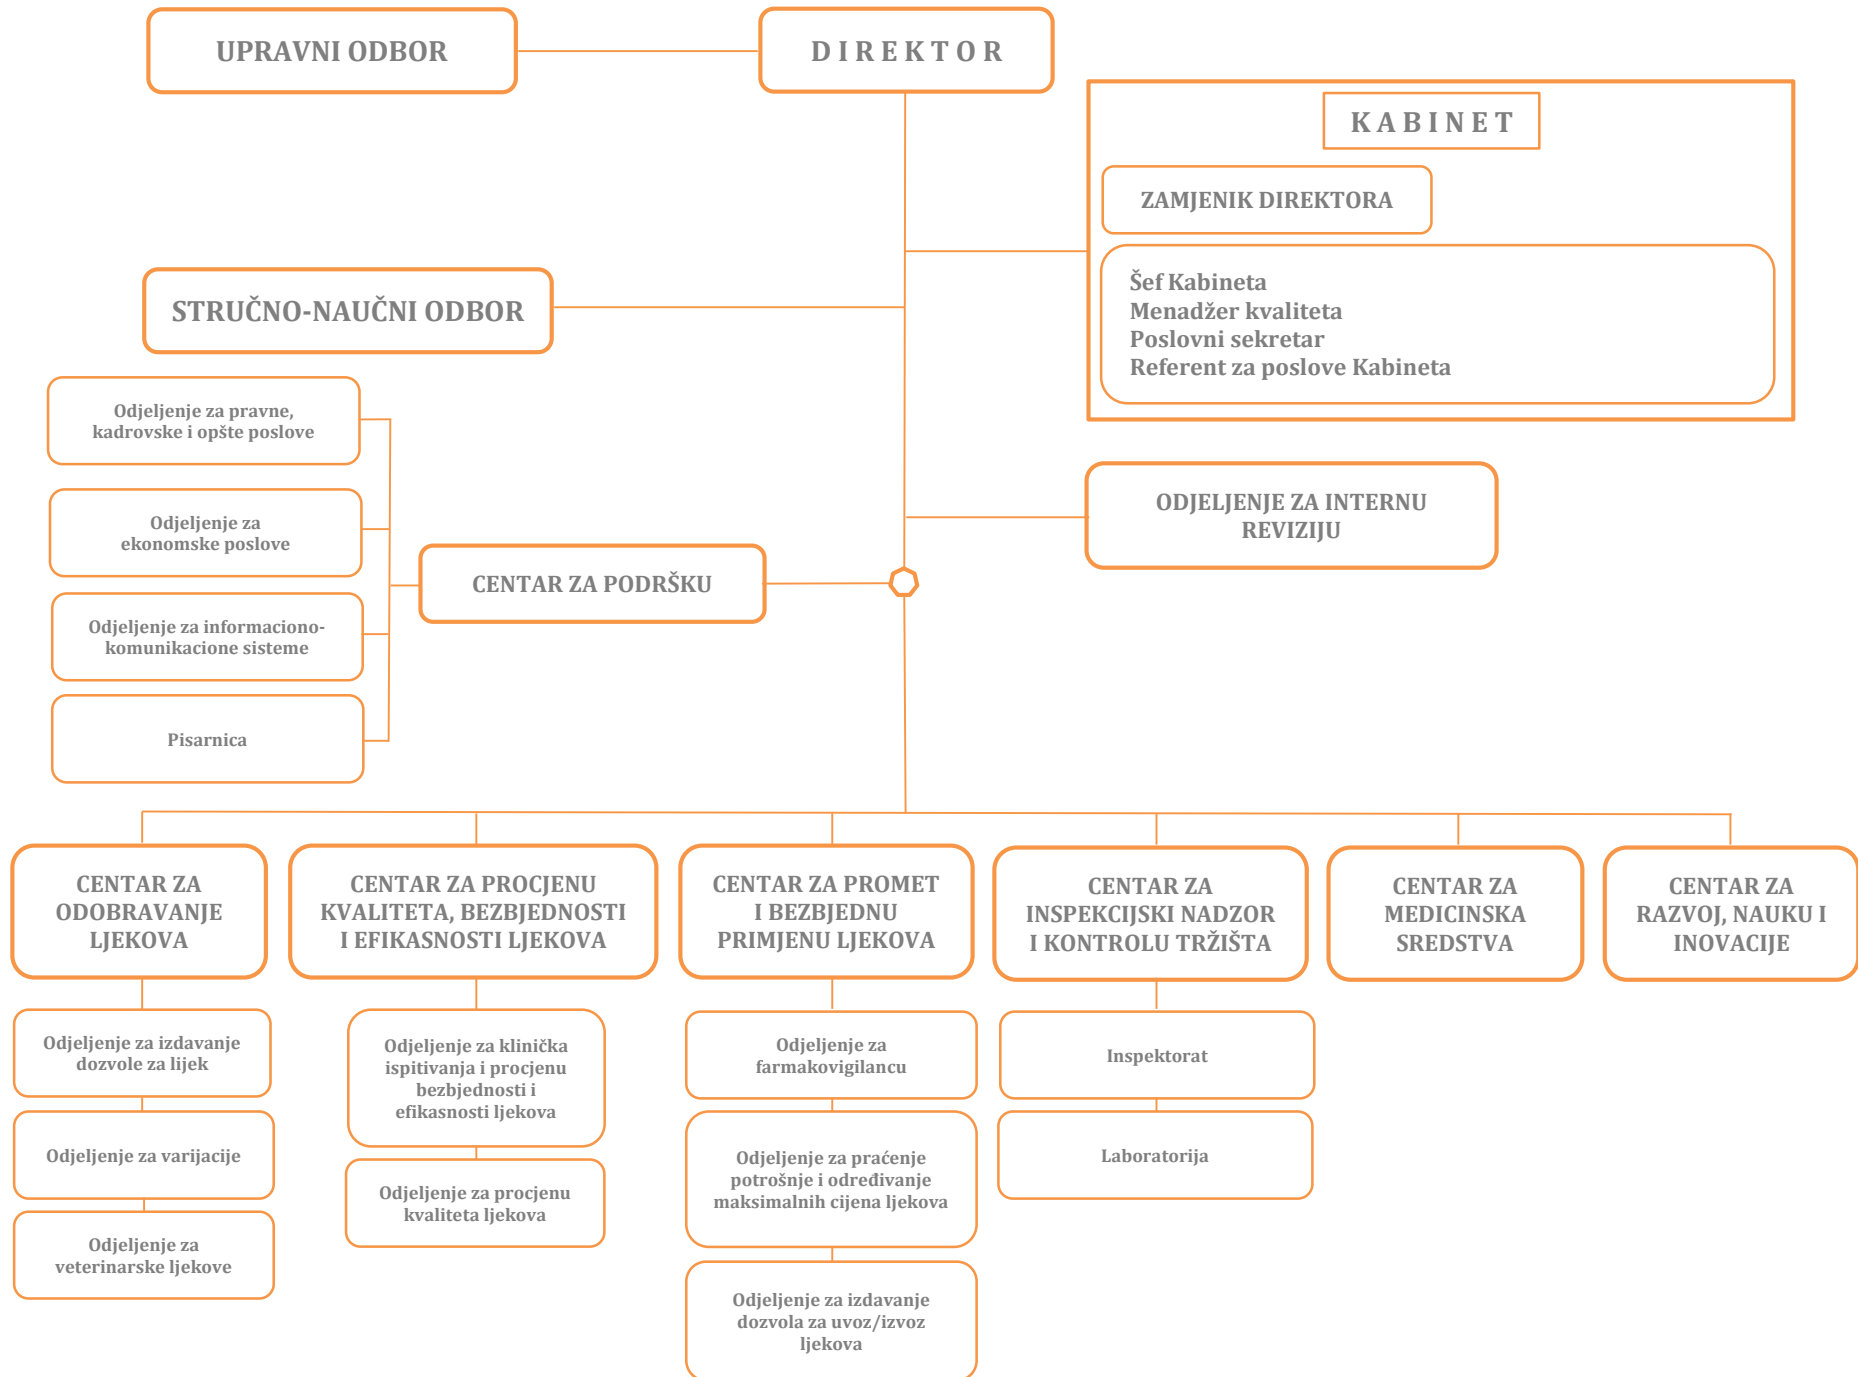 UPRAVNI ODBOR
D I R E K T O R
K A B I N E T
ZAMJENIK DIREKTORA
Šef Kabineta
Menadžer kvaliteta
Poslovni sekretar
Referent za poslove Kabineta
STRUČNO-NAUČNI ODBOR
Odjeljenje za pravne,
kadrovske i opšte poslove
Odjeljenje za
ekonomske poslove
Odjeljenje za informaciono-
komunikacione sisteme
Pisarnica
CENTAR ZA PODRŠKU
ODJELJENJE ZA INTERNU
REVIZIJU
CENTAR ZA
ODOBRAVANJE
LJEKOVA
CENTAR ZA PROCJENU
KVALITETA, BEZBJEDNOSTI
I EFIKASNOSTI LJEKOVA
CENTAR ZA PROMET
I BEZBJEDNU
PRIMJENU LJEKOVA
CENTAR ZA
INSPEKCIJSKI NADZOR
I KONTROLU TRŽIŠTA
CENTAR ZA
MEDICINSKA
SREDSTVA
CENTAR ZA
RAZVOJ, NAUKU I
INOVACIJE
Odjeljenje za izdavanje
dozvole za lijek
Odjeljenje za varijacije
Odjeljenje za
veterinarske ljekove
Odjeljenje za klinička
ispitivanja i procjenu
bezbjednosti i
efikasnosti ljekova
Odjeljenje za procjenu
kvaliteta ljekova
Odjeljenje za
farmakovigilancu
Odjeljenje za praćenje
potrošnje i određivanje
maksimalnih cijena ljekova
Odjeljenje za izdavanje
dozvola za uvoz/izvoz
ljekova
Inspektorat
Laboratorija